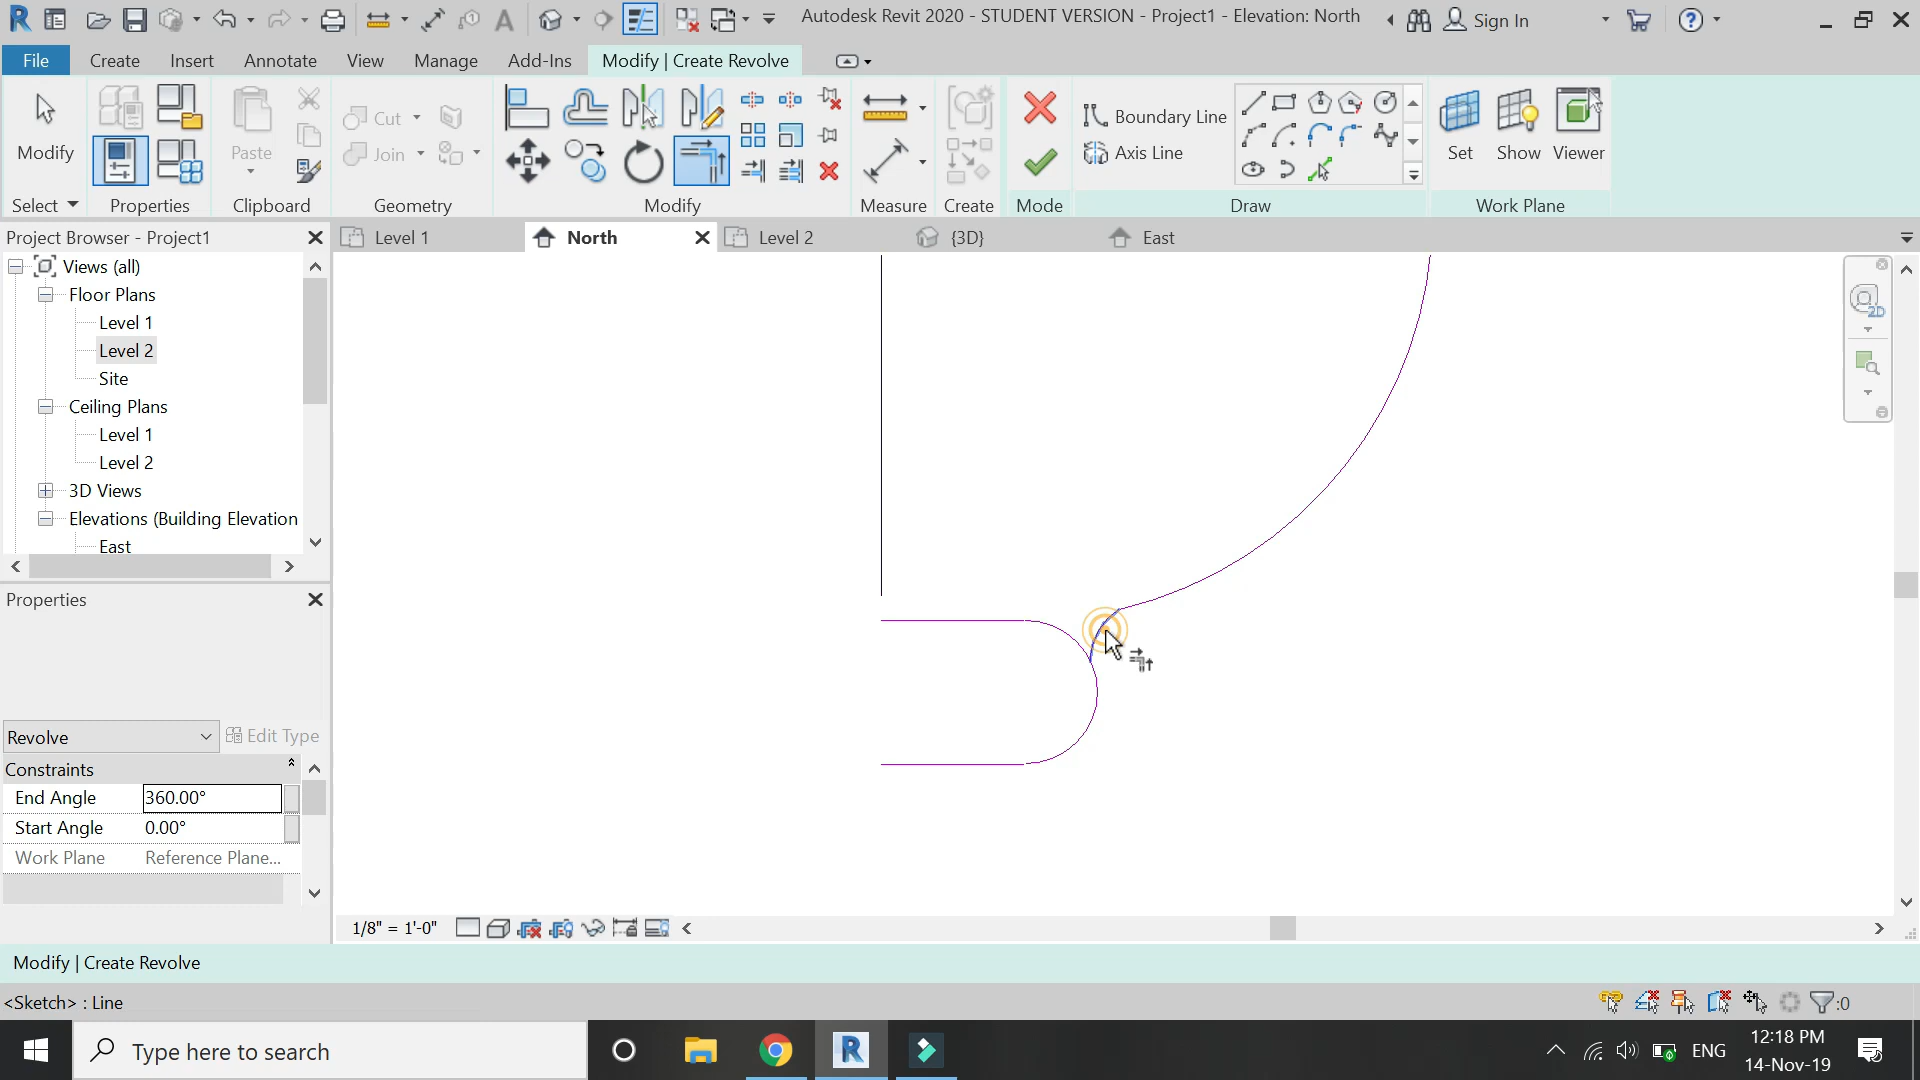 Autodesk Revit 2020 - STUDENT VERSION - Project1 - Elevation: North
Sign In
File
Create
Insert
Annotate
View
Manage
Add-Ins
Modify | Create Revolve
Modify
Paste
Cut
Join
Boundary Line
Axis Line
Set
Show
Viewer
Select
Properties
Clipboard
Geometry
Modify
Measure
Create
Mode
Draw
Work Plane
Project Browser - Project1
Level 1
North
Level 2
{3D}
East
Views (all)
Floor Plans
Level 1
Level 2
Site
Ceiling Plans
Level 1
Level 2
3D Views
Elevations (Building Elevation
East
2D
Properties
Revolve
Edit Type
Constraints
End Angle 360.00°
Start Angle 0.00°
Work Plane Reference Plane...
1/8" = 1'-0"
Modify | Create Revolve
<Sketch> : Line
:0
Type here to search
ENG
12:18 PM
14-Nov-19